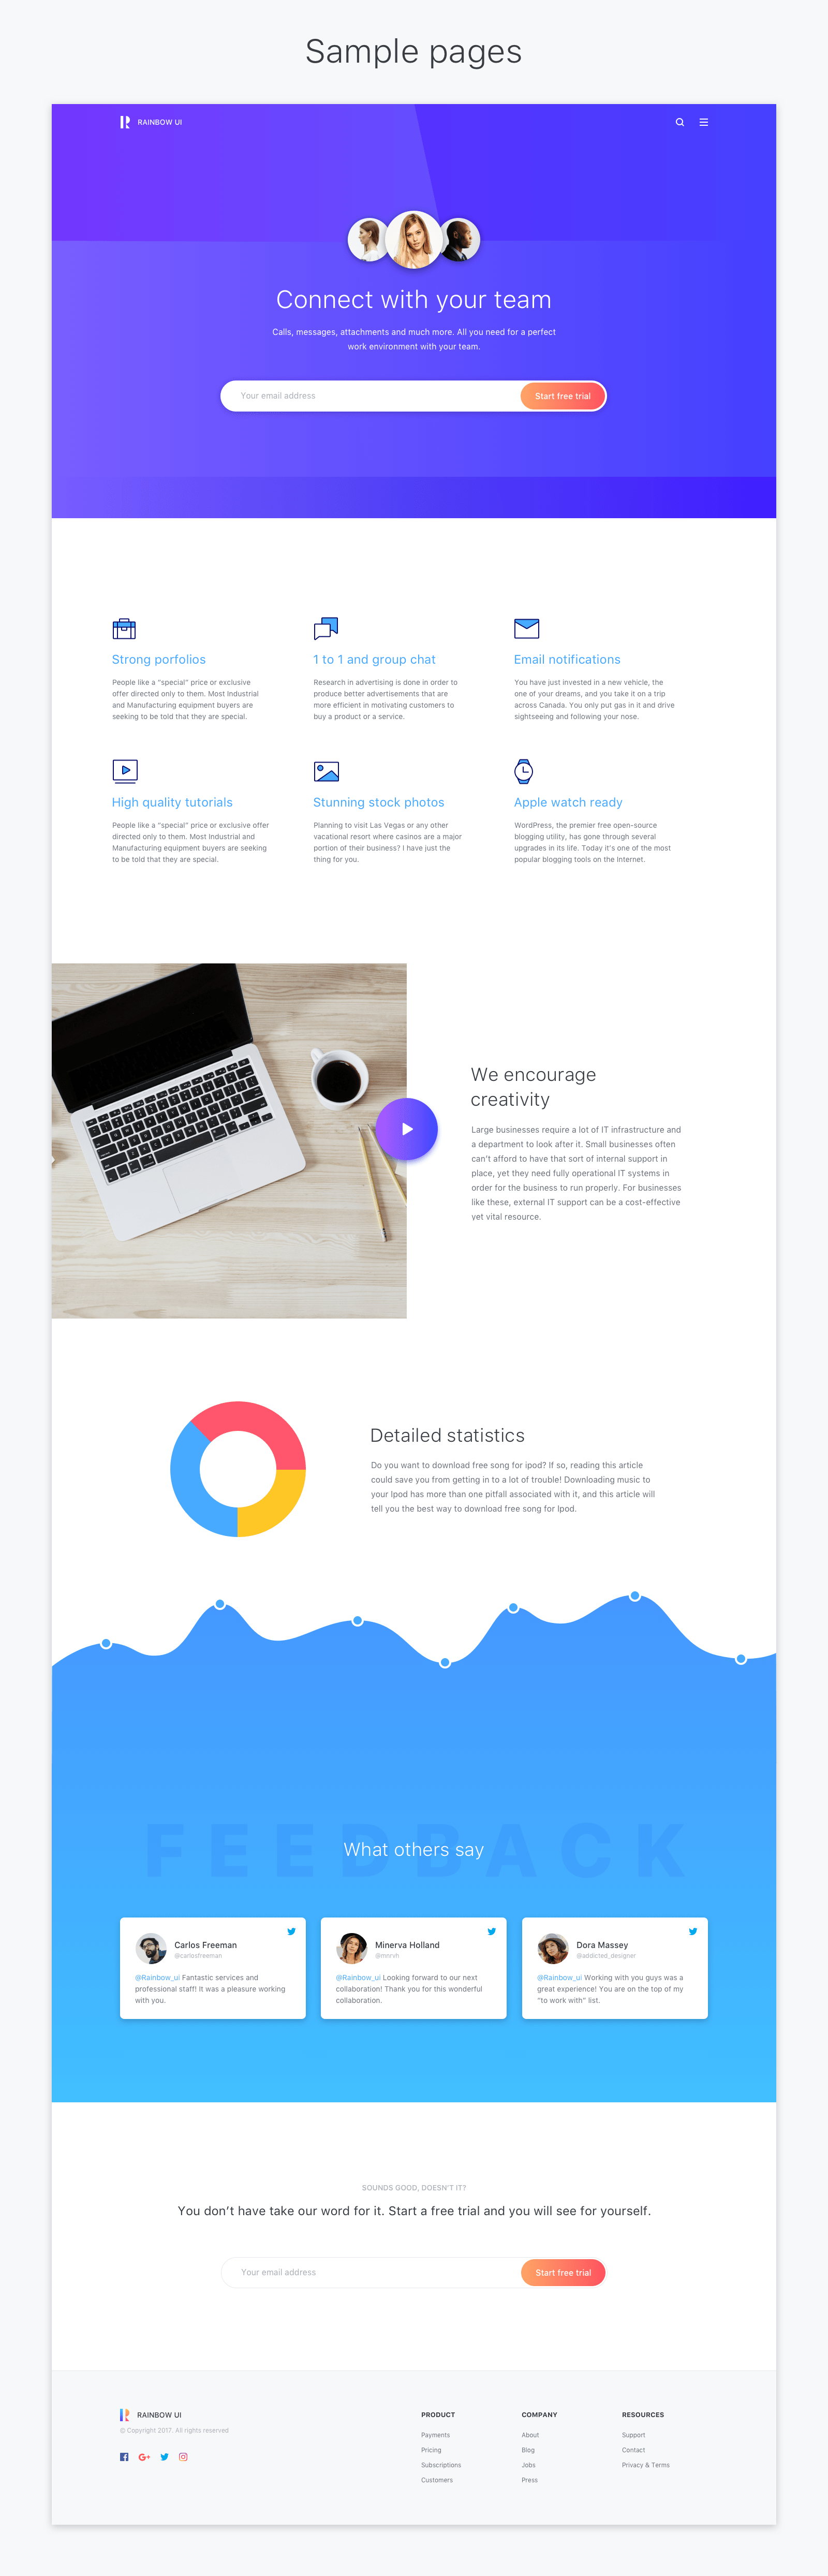 Sample pages
RAINBOW UI
Connect with your team
Calls, messages, attachments and much more. All you need for a perfect
work environment with your team.
Your email address
Start free trial
Strong porfolios
People like a “special” price or exclusive
offer directed only to them. Most Industrial
and Manufacturing equipment buyers are
seeking to be told that they are special.
1 to 1 and group chat
Research in advertising is done in order to
produce better advertisements that are
more efficient in motivating customers to
buy a product or a service.
Email notifications
You have just invested in a new vehicle, the
one of your dreams, and you take it on a trip
across Canada. You only put gas in it and drive
sightseeing and following your nose.
High quality tutorials
People like a “special” price or exclusive offer
directed only to them. Most Industrial and
Manufacturing equipment buyers are seeking
to be told that they are special.
Stunning stock photos
Planning to visit Las Vegas or any other
vacational resort where casinos are a major
portion of their business? I have just the
thing for you.
Apple watch ready
WordPress, the premier free open-source
blogging utility, has gone through several
upgrades in its life. Today it's one of the most
popular blogging tools on the Internet.
We encourage
creativity
Large businesses require a lot of IT infrastructure and
a department to look after it. Small businesses often
can't afford to have that sort of internal support in
place, yet they need fully operational IT systems in
order for the business to run properly. For businesses
like these, external IT support can be a cost-effective
yet vital resource.
Detailed statistics
Do you want to download free song for ipod? If so, reading this article
could save you from getting in to a lot of trouble! Downloading music to
your Ipod has more than one pitfall associated with it, and this article will
tell you the best way to download free song for Ipod.
FEEDBACK
What others say
Carlos Freeman
@carlosfreeman
@Rainbow_ui Fantastic services and
professional staff! It was a pleasure working
with you.
Minerva Holland
@mnrvh
@Rainbow_ui Looking forward to our next
collaboration! Thank you for this wonderful
collaboration.
Dora Massey
@addicted_designer
@Rainbow_ui Working with you guys was a
great experience! You are on the top of my
“to work with” list.
SOUNDS GOOD, DOESN'T IT?
You don’t have take our word for it. Start a free trial and you will see for yourself.
Your email address
Start free trial
RAINBOW UI
© Copyright 2017. All rights reserved
PRODUCT
Payments
Pricing
Subscriptions
Customers
COMPANY
About
Blog
Jobs
Press
RESOURCES
Support
Contact
Privacy & Terms